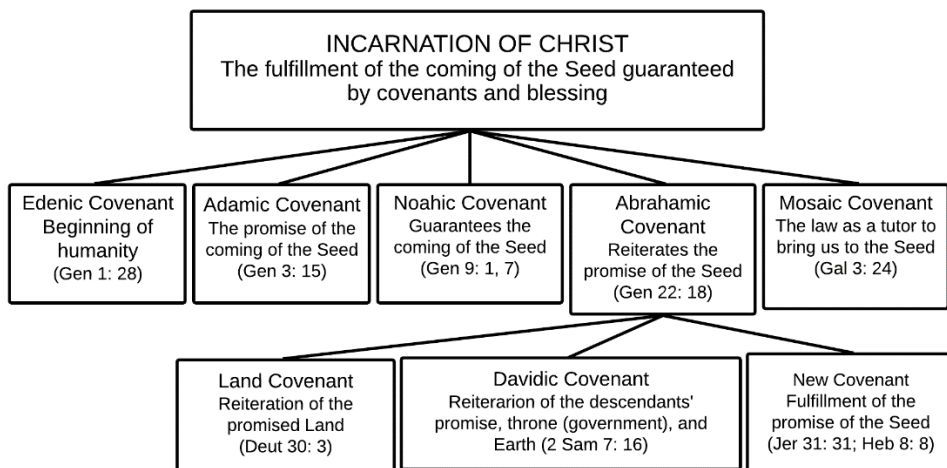 INCARNATION OF CHRIST
The fulfillment of the coming of the Seed guaranteed
by covenants and blessing
Edenic Covenant
Beginning of
humanity
(Gen 1: 28)
Adamic Covenant
The promise of the
coming of the Seed
(Gen 3: 15)
Noahic Covenant
Guarantees the
coming of the Seed
(Gen 9: 1, 7)
Abrahamic
Covenant
Reiterates the
promise of the Seed
(Gen 22: 18)
Mosaic Covenant
The law as a tutor to
bring us to the Seed
(Gal 3: 24)
Land Covenant
Reiteration of the
promised Land
(Deut 30: 3)
Davidic Covenant
Reiterarion of the descendants'
promise, throne (government), and
Earth (2 Sam 7: 16)
New Covenant
Fulfillment of the
promise of the Seed
(Jer 31: 31; Heb 8: 8)